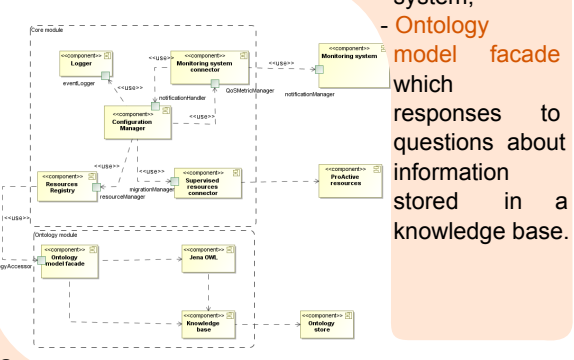 Core module
<<component>>
Logger
eventLogger
<<use>>
<<component>>
Monitoring system
connector
<<use>>
<<component>>
Monitoring system
notificationManager
<<use>>
notificationHandler
QoSMetricManager
<<component>>
Configuration
Manager
<<use>>
<<use>>
<<use>>
<<component>>
Resources
Registry
resourceManager
migrationManager
<<component>>
Supervised
resources
connector
<<component>>
ProActive
resources
<<use>>
Ontology module
<<component>>
Ontology
model facade
gyAccessor
<<component>>
Jena OWL
<<component>>
Knowledge
base
<<component>>
Ontology
store
system;
- Ontology
model facade
which
responses to
questions about
information
stored in a
knowledge base.